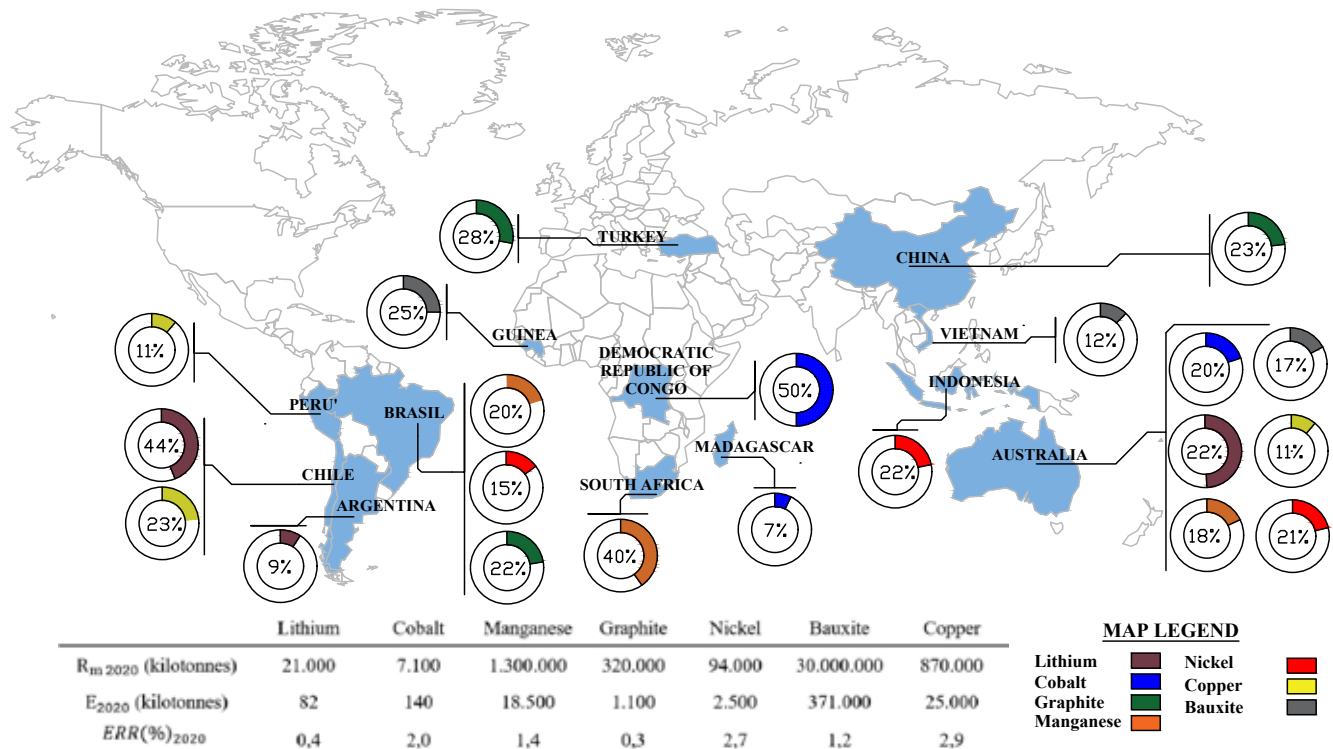 28%
TURKEY
CHINA
23%
25%
GUINEA
VIETNAM
12%
11%
PERU'
BRASIL
20%
15%
22%
DEMOCRATIC
REPUBLIC OF
CONGO
50%
MADAGASCAR
7%
SOUTH AFRICA
40%
INDONESIA
22%
AUSTRALIA
20%
17%
22%
11%
18%
21%
44%
23%
CHILE
ARGENTINA
9%
Lithium Cobalt Manganese Graphite Nickel Bauxite Copper
Rm 2020 (kilotonnes) 21.000 7.100 1.300.000 320.000 94.000 30.000.000 870.000
E2020 (kilotonnes) 82 140 18.500 1.100 2.500 371.000 25.000
ERR(%)2020 0,4 2,0 1,4 0,3 2,7 1,2 2,9
MAP LEGEND
Lithium Nickel
Cobalt Copper
Graphite Bauxite
Manganese